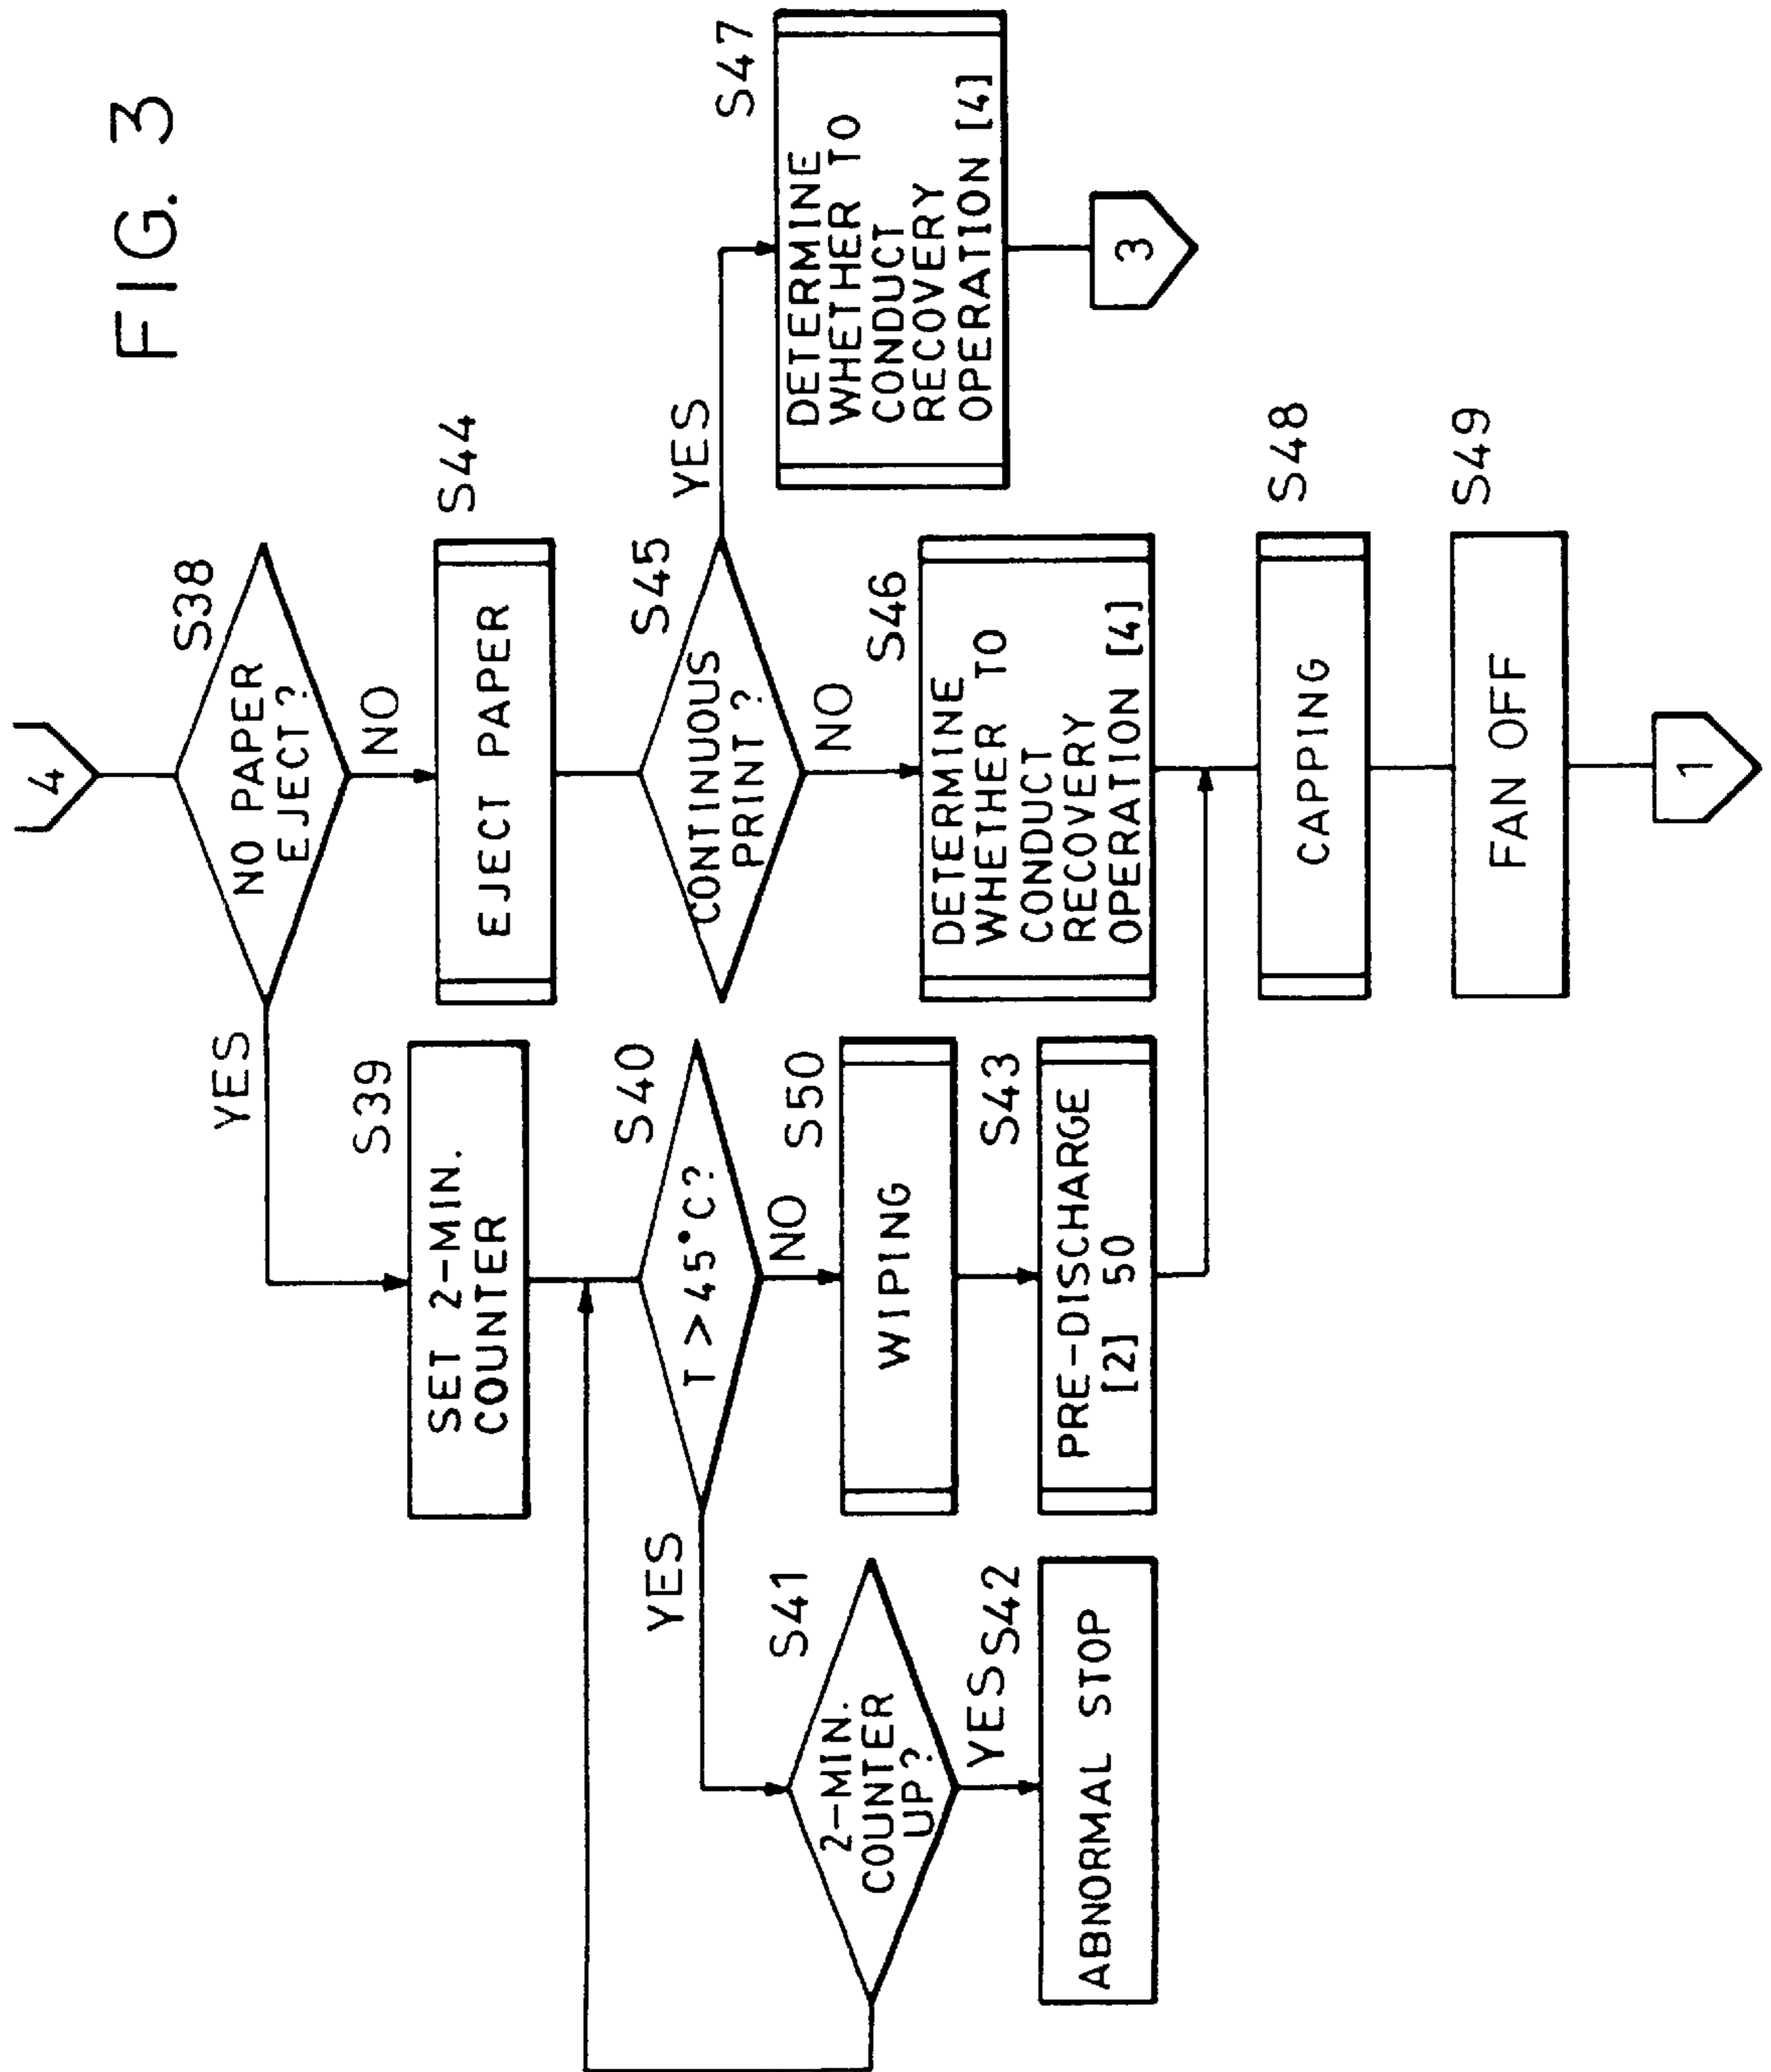 FIG. 3
4
S38
NO PAPER
EJECT?
YES
NO
S39
SET 2-MIN.
COUNTER
S44
EJECT PAPER
S40
T > 45°C?
YES
NO
S45
CONTINUOUS
PRINT?
YES
NO
S41
2-MIN.
COUNTER
UP?
YES
S50
WIPING
S46
DETERMINE
WHETHER TO
CONDUCT
RECOVERY
OPERATION [4]
S47
DETERMINE
WHETHER TO
CONDUCT
RECOVERY
OPERATION [4]
S42
ABNORMAL STOP
S43
PRE-DISCHARGE
[2] 50
3
S48
CAPPING
S49
FAN OFF
1